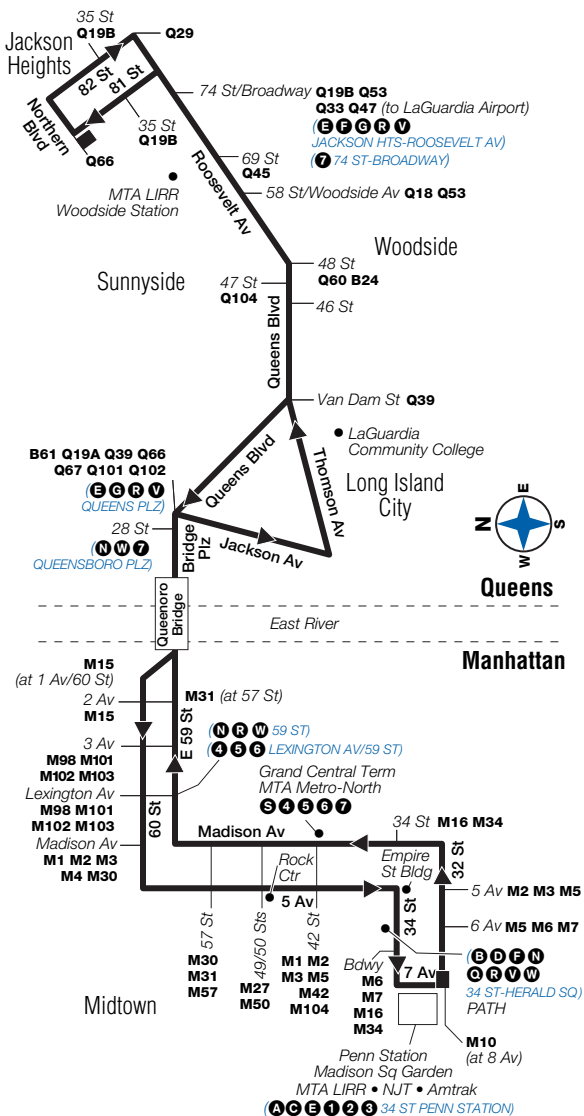 35 St
Q19B
Jackson
Heights
Q29
82 St
81 St
Northern
Blvd
Q66
35 St
Q19B
74 St/Broadway Q19B Q53
Q33 Q47 (to LaGuardia Airport)
(E F G R V
JACKSON HTS-ROOSEVELT AV)
(7 74 ST-BROADWAY)
69 St
Q45
Roosevelt Av
MTA LIRR
Woodside Station
58 St/Woodside Av Q18 Q53
Woodside
Sunnyside
48 St
Q60 B24
47 St
Q104
46 St
Queens Blvd
Van Dam St Q39
LaGuardia
Community College
B61 Q19A Q39 Q66
Q67 Q101 Q102
(E G R V
QUEENS PLZ)
Queens Blvd
Thomson Av
Long Island
City
28 St
(N W 7
QUEENSBORO PLZ)
Bridge
Plz
Jackson Av
N E S W
Queens
Queenoro
Bridge
East River
Manhattan
M15
(at 1 Av/60 St)
M31 (at 57 St)
2 Av
M15
E 59 St
(N R W 59 ST)
(4 5 6 LEXINGTON AV/59 ST)
3 Av
M98 M101
M102 M103
Lexington Av
M98 M101
M102 M103
60 St
Grand Central Term
MTA Metro-North
S 4 5 6 7
Madison Av
M1 M2 M3
M4 M30
Madison Av
34 St M16 M34
32 St
Rock
Ctr
Empire
St Bldg
5 Av
34 St
5 Av M2 M3 M5
6 Av M5 M6 M7
57 St
M30
M31
M57
49/50 Sts
M27
M50
42 St
M1 M2
M3 M5
M42
M104
Bdwy
M6
M7
M16
M34
7 Av
(B D F N
Q R V W
34 ST-HERALD SQ)
PATH
Midtown
M10
(at 8 Av)
Penn Station
Madison Sq Garden
MTA LIRR • NJT • Amtrak
(A C E 1 2 3 34 ST PENN STATION)